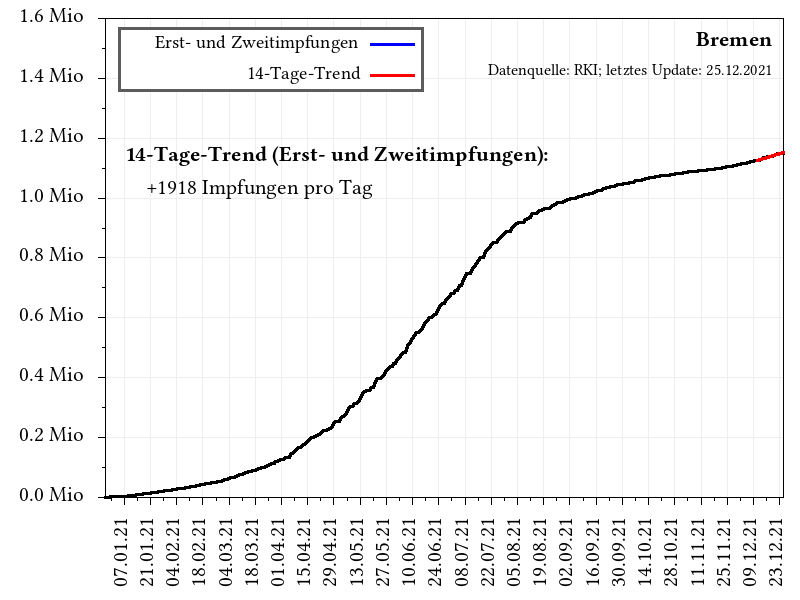 1.6 Mio
1.4 Mio
1.2 Mio
1.0 Mio
0.8 Mio
0.6 Mio
0.4 Mio
0.2 Mio
0.0 Mio
Erst- und Zweitimpfungen
14-Tage-Trend
Bremen
Datenquelle: RKI; letztes Update: 25.12.2021
14-Tage-Trend (Erst- und Zweitimpfungen):
+1918 Impfungen pro Tag
07.01.21
21.01.21
04.02.21
18.02.21
04.03.21
18.03.21
01.04.21
15.04.21
29.04.21
13.05.21
27.05.21
10.06.21
24.06.21
08.07.21
22.07.21
05.08.21
19.08.21
02.09.21
16.09.21
30.09.21
14.10.21
28.10.21
11.11.21
25.11.21
09.12.21
23.12.21